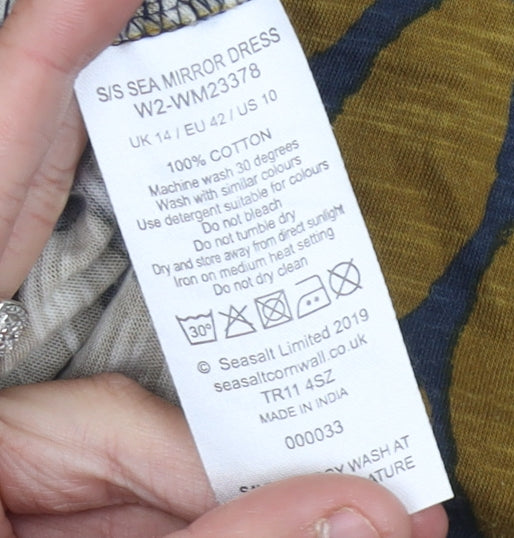 S/S SEA MIRROR DRESS
W2-WM23378
UK 14 / EU 42 / US 10
100% COTTON
Machine wash 30 degrees
Wash with similar colours
Use detergent suitable for colours
Do not bleach
Do not tumble dry
Dry and store away from direct sunlight
Iron on medium heat setting
Do not dry clean
30°
© Seasalt Limited 2019
seasaltcornwall.co.uk
TR11 4SZ
MADE IN INDIA
000033
WASH AT